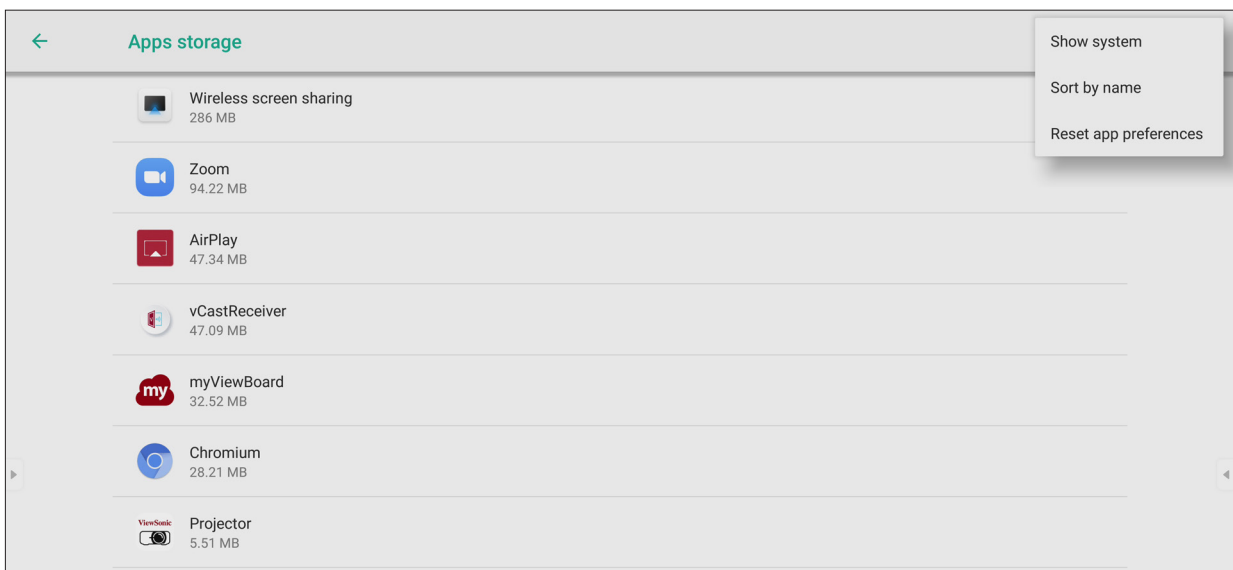 Apps storage
Show system
Sort by name
Reset app preferences
Wireless screen sharing
286 MB
Zoom
94.22 MB
AirPlay
47.34 MB
vCastReceiver
47.09 MB
my
myViewBoard
32.52 MB
Chromium
28.21 MB
ViewSonic
Projector
5.51 MB